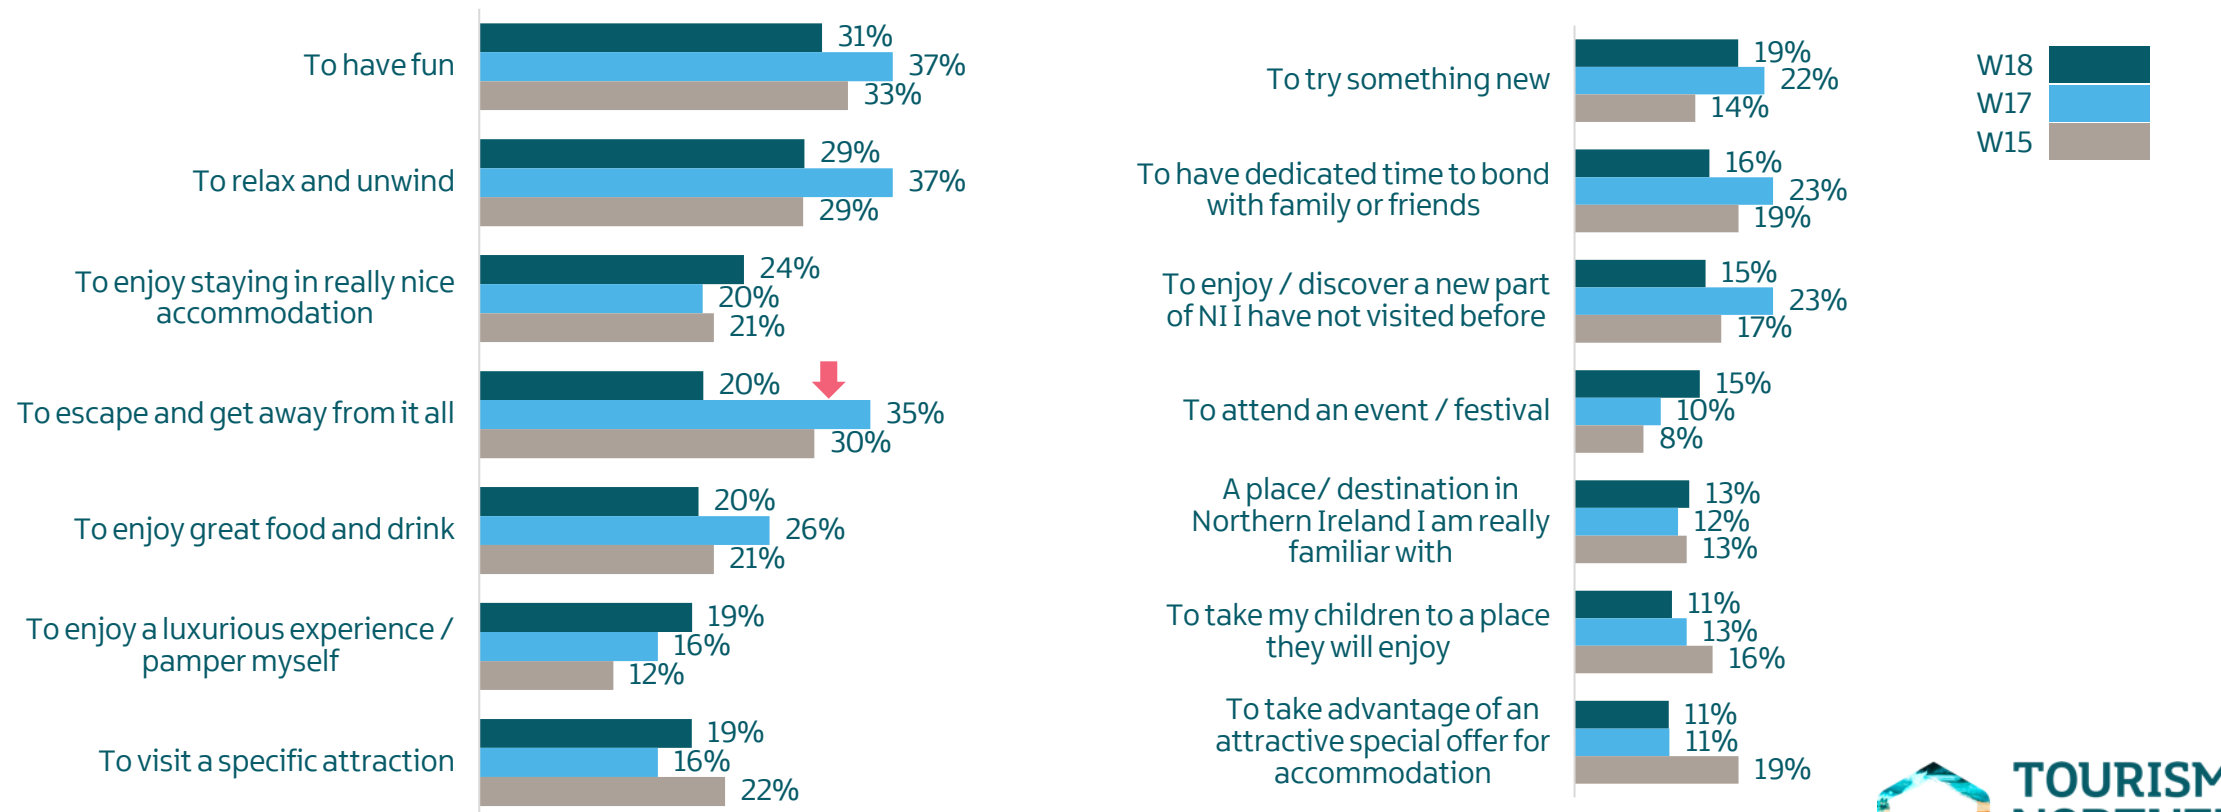 To have fun
31%
37%
33%
To relax and unwind
29%
37%
29%
To enjoy staying in really nice
accommodation
24%
20%
21%
To escape and get away from it all
20%
35%
30%
To enjoy great food and drink
20%
26%
21%
To enjoy a luxurious experience /
pamper myself
19%
16%
12%
To visit a specific attraction
19%
16%
22%
To try something new
19%
22%
14%
To have dedicated time to bond
with family or friends
16%
23%
19%
To enjoy / discover a new part
of NI I have not visited before
15%
23%
17%
To attend an event / festival
15%
10%
8%
A place/ destination in
Northern Ireland I am really
familiar with
13%
12%
13%
To take my children to a place
they will enjoy
11%
13%
16%
To take advantage of an
attractive special offer for
accommodation
11%
11%
19%
W18
W17
W15
TOURISM